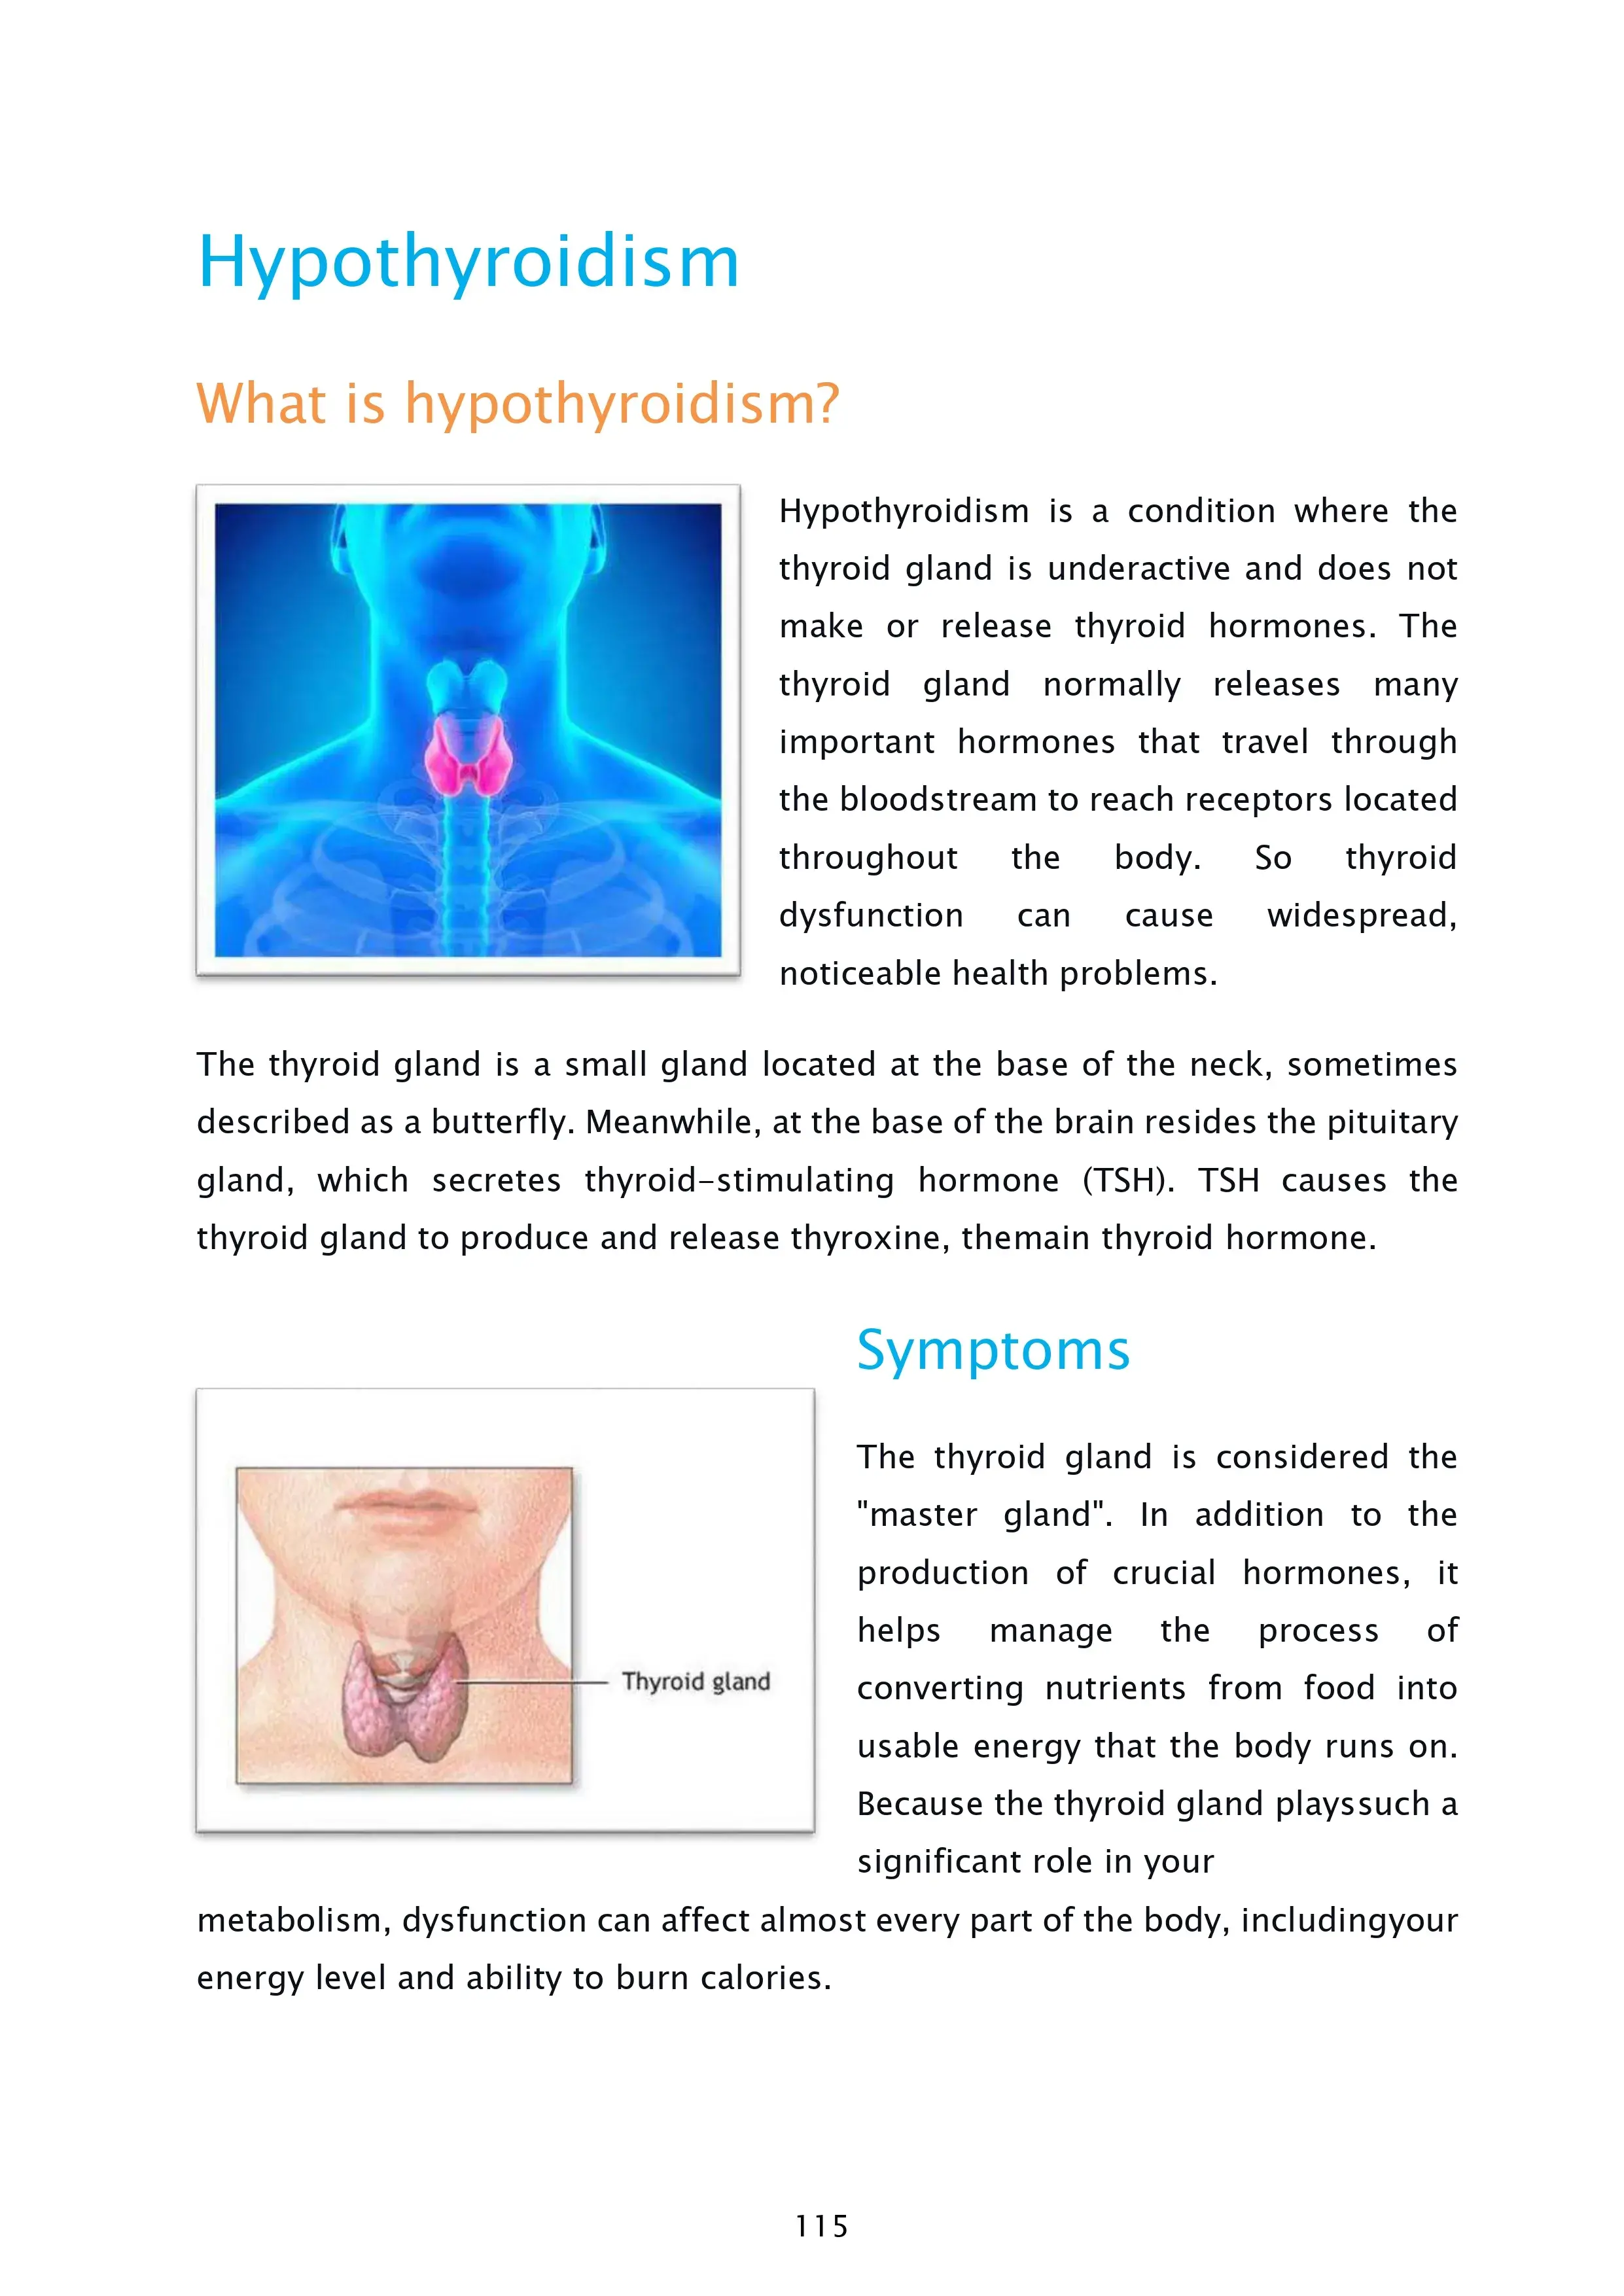 Hypothyroidism
What is hypothyroidism?
Hypothyroidism is a condition where the
thyroid gland is underactive and does not
make or release thyroid hormones. The
thyroid gland normally releases many
important hormones that travel through
the bloodstream to reach receptors located
throughout the body. So thyroid
dysfunction can cause widespread,
noticeable health problems.
The thyroid gland is a small gland located at the base of the neck, sometimes
described as a butterfly. Meanwhile, at the base of the brain resides the pituitary
gland, which secretes thyroid-stimulating hormone (TSH). TSH causes the
thyroid gland to produce and release thyroxine, themain thyroid hormone.
Symptoms
The thyroid gland is considered the
"master gland". In addition to the
production of crucial hormones, it
helps manage the process of
converting nutrients from food into
usable energy that the body runs on.
Because the thyroid gland playssuch a
significant role in your
Thyroid gland
metabolism, dysfunction can affect almost every part of the body, includingyour
energy level and ability to burn calories.
115